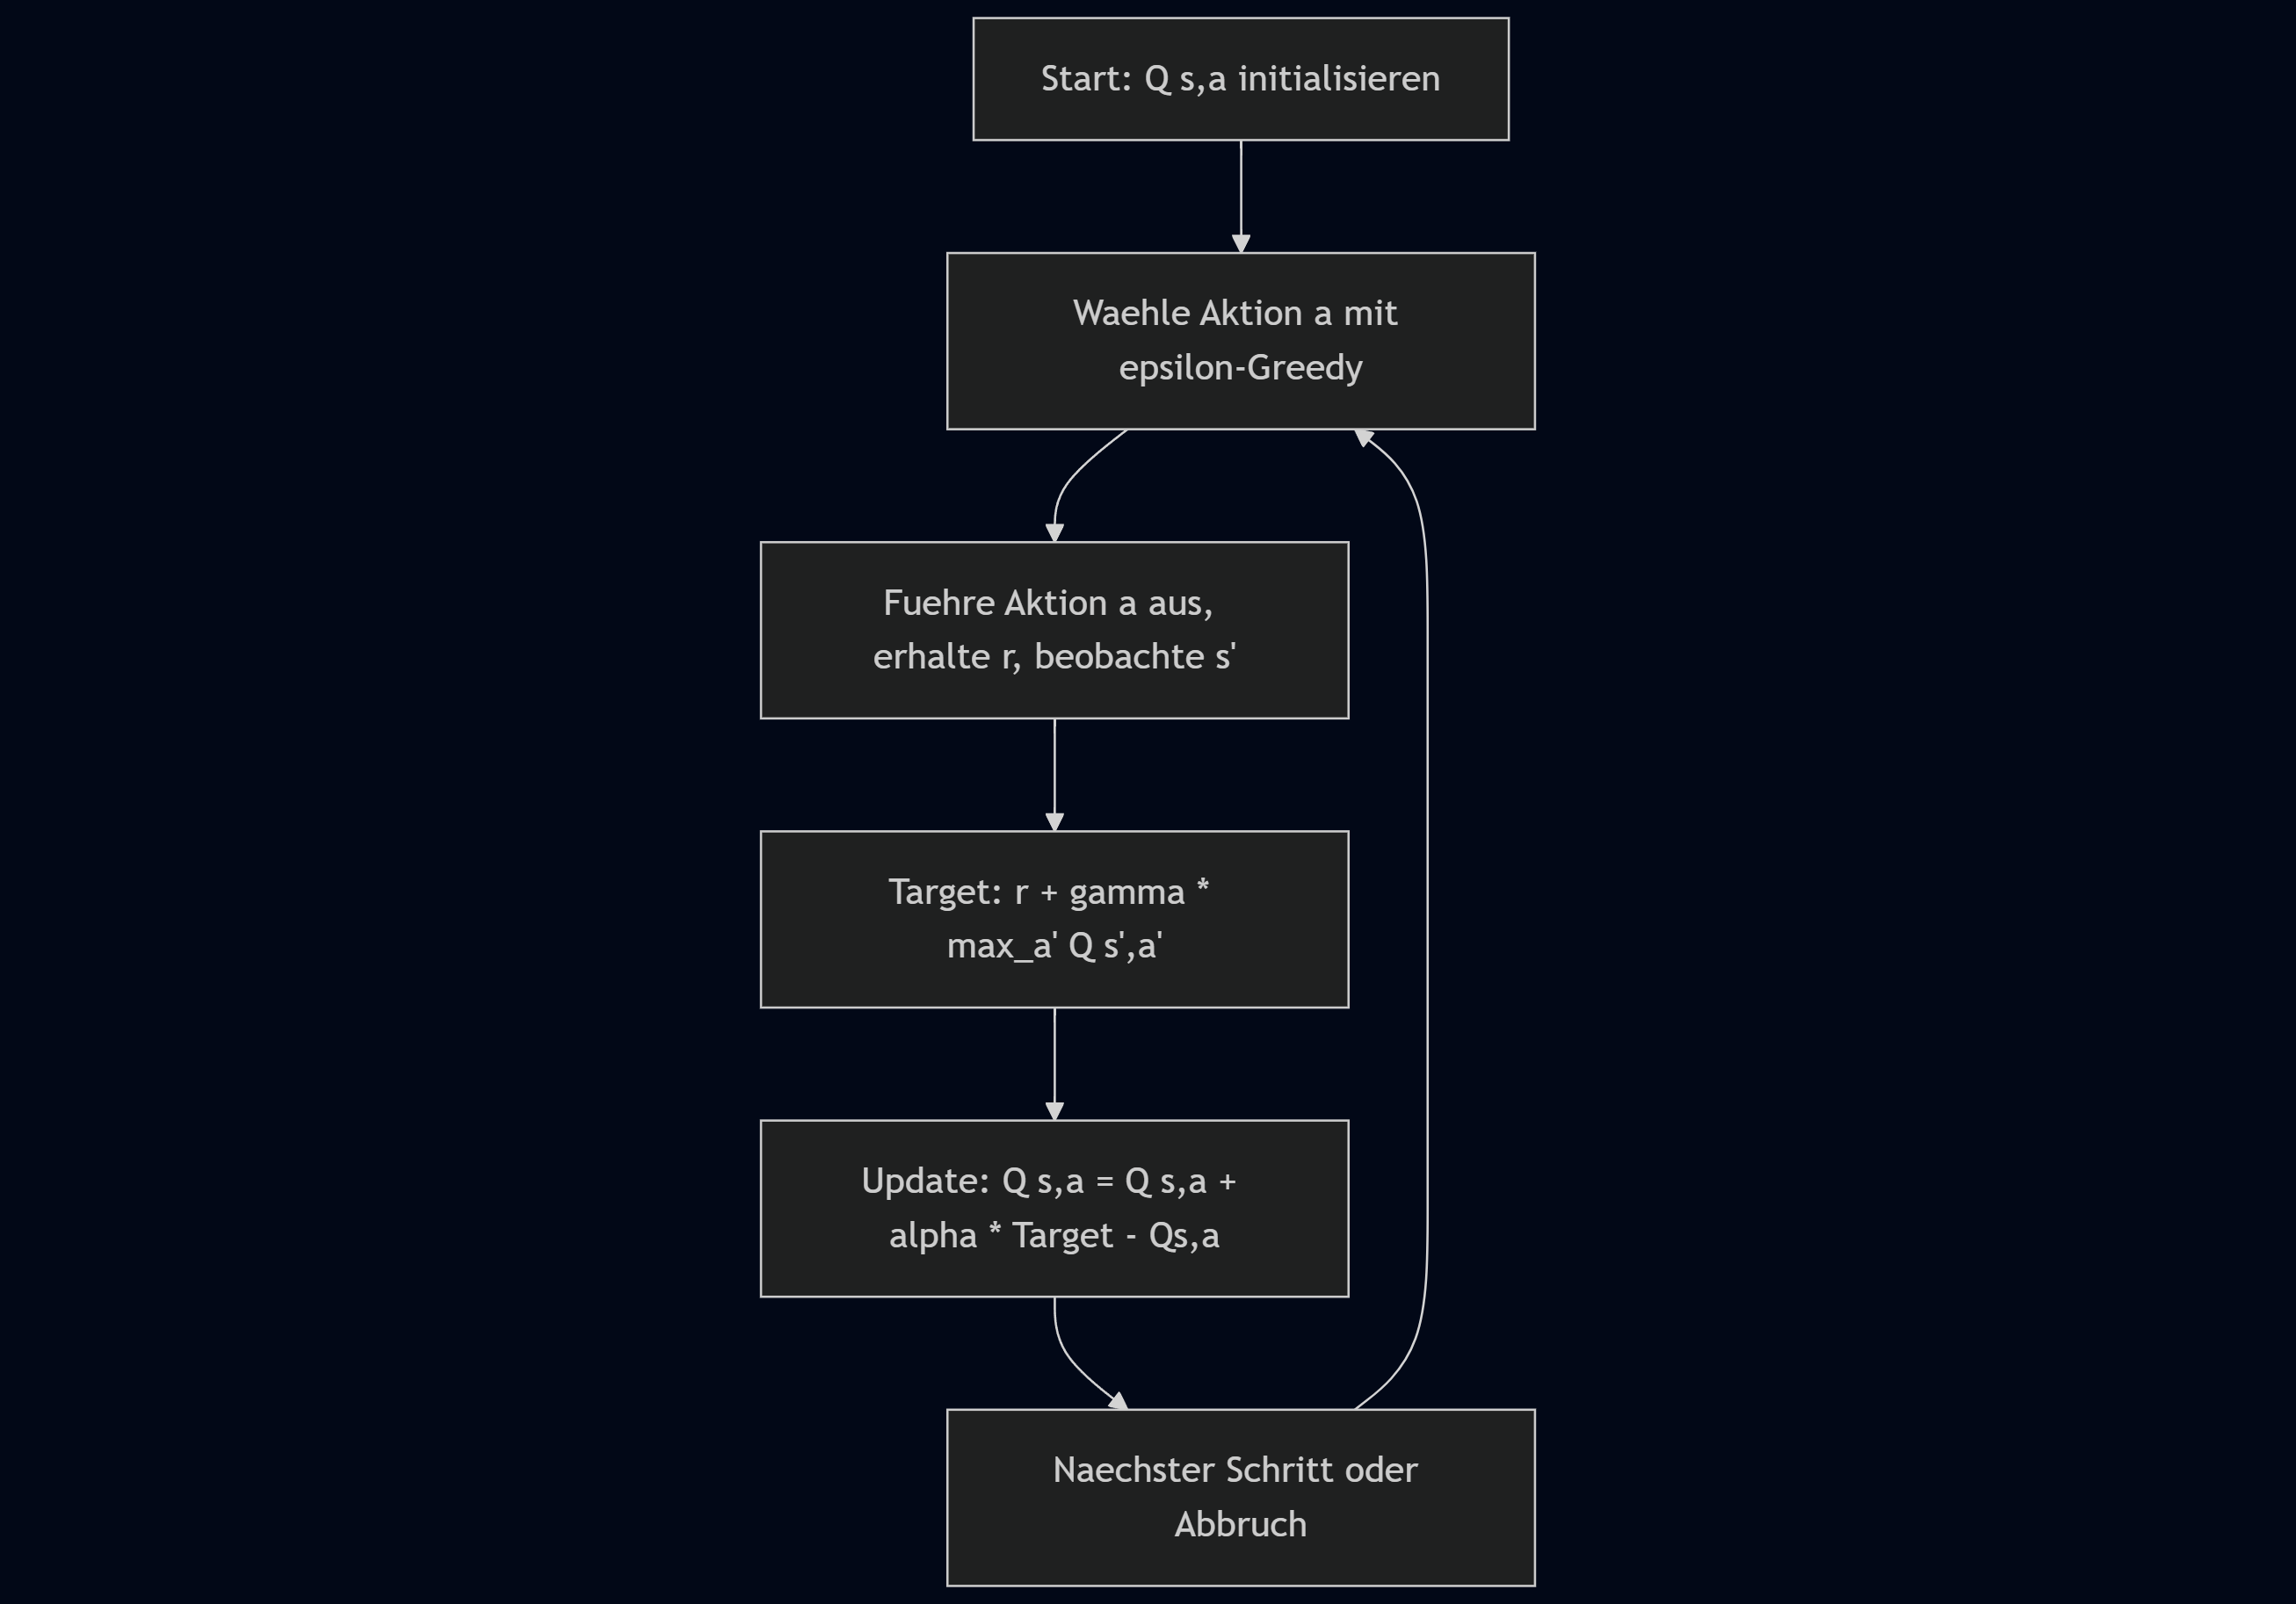 Start: Q s,a initialisieren
Waehle Aktion a mit
epsilon-Greedy
Fuehre Aktion a aus,
erhalte r, beobachte s'
Target: r + gamma *
max_a' Q s',a'
Update: Q s,a = Q s,a +
alpha * Target - Qs,a
Naechster Schritt oder
Abbruch